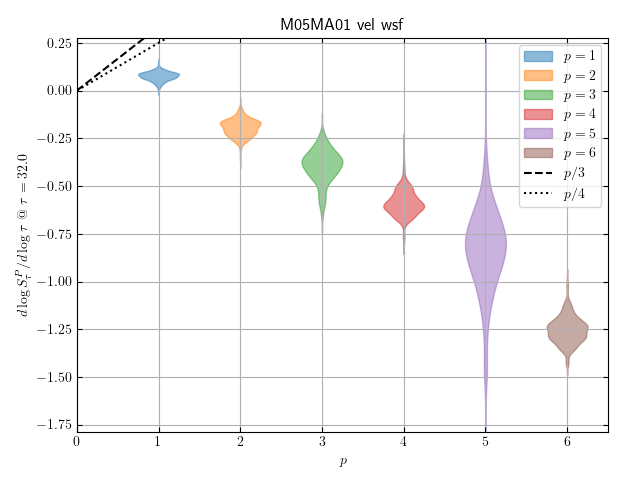 M05MA01 vel wsf
d log S_τ^P / d log τ @ τ = 32.0
0.25
0.00
−0.25
−0.50
−0.75
−1.00
−1.25
−1.50
−1.75
0
1
2
3
4
5
6
p
p = 1
p = 2
p = 3
p = 4
p = 5
p = 6
p/3
p/4